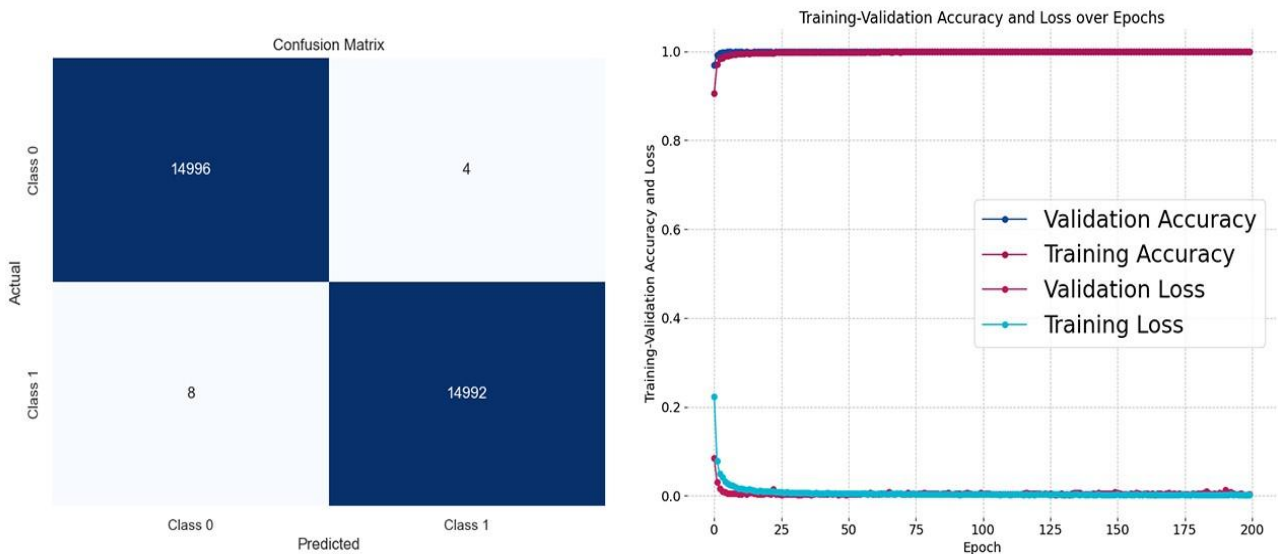 Confusion Matrix
Actual
Class 0
Class 1
14996
4
8
14992
Class 0
Class 1
Predicted
Training-Validation Accuracy and Loss over Epochs
Training-Validation Accuracy and Loss
1.0
0.8
0.6
0.4
0.2
0.0
Validation Accuracy
Training Accuracy
Validation Loss
Training Loss
0
25
50
75
100
125
150
175
200
Epoch